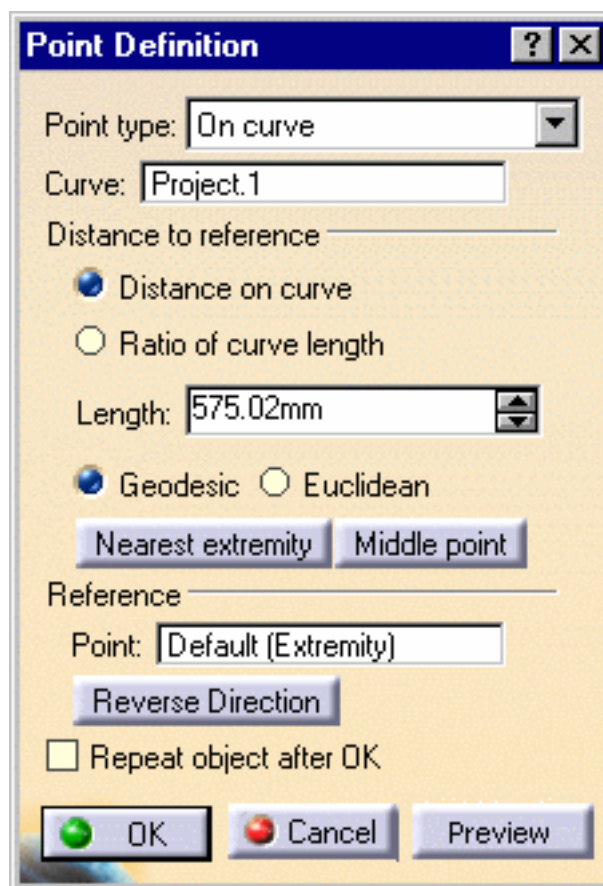 Point Definition ?
Point type: On curve
Curve: Project.1
Distance to reference
Distance on curve
Ratio of curve length
Length: 575.02mm
Geodesic Euclidean
Nearest extremity Middle point
Reference
Point: Default (Extremity)
Reverse Direction
Repeat object after OK
OK Cancel Preview